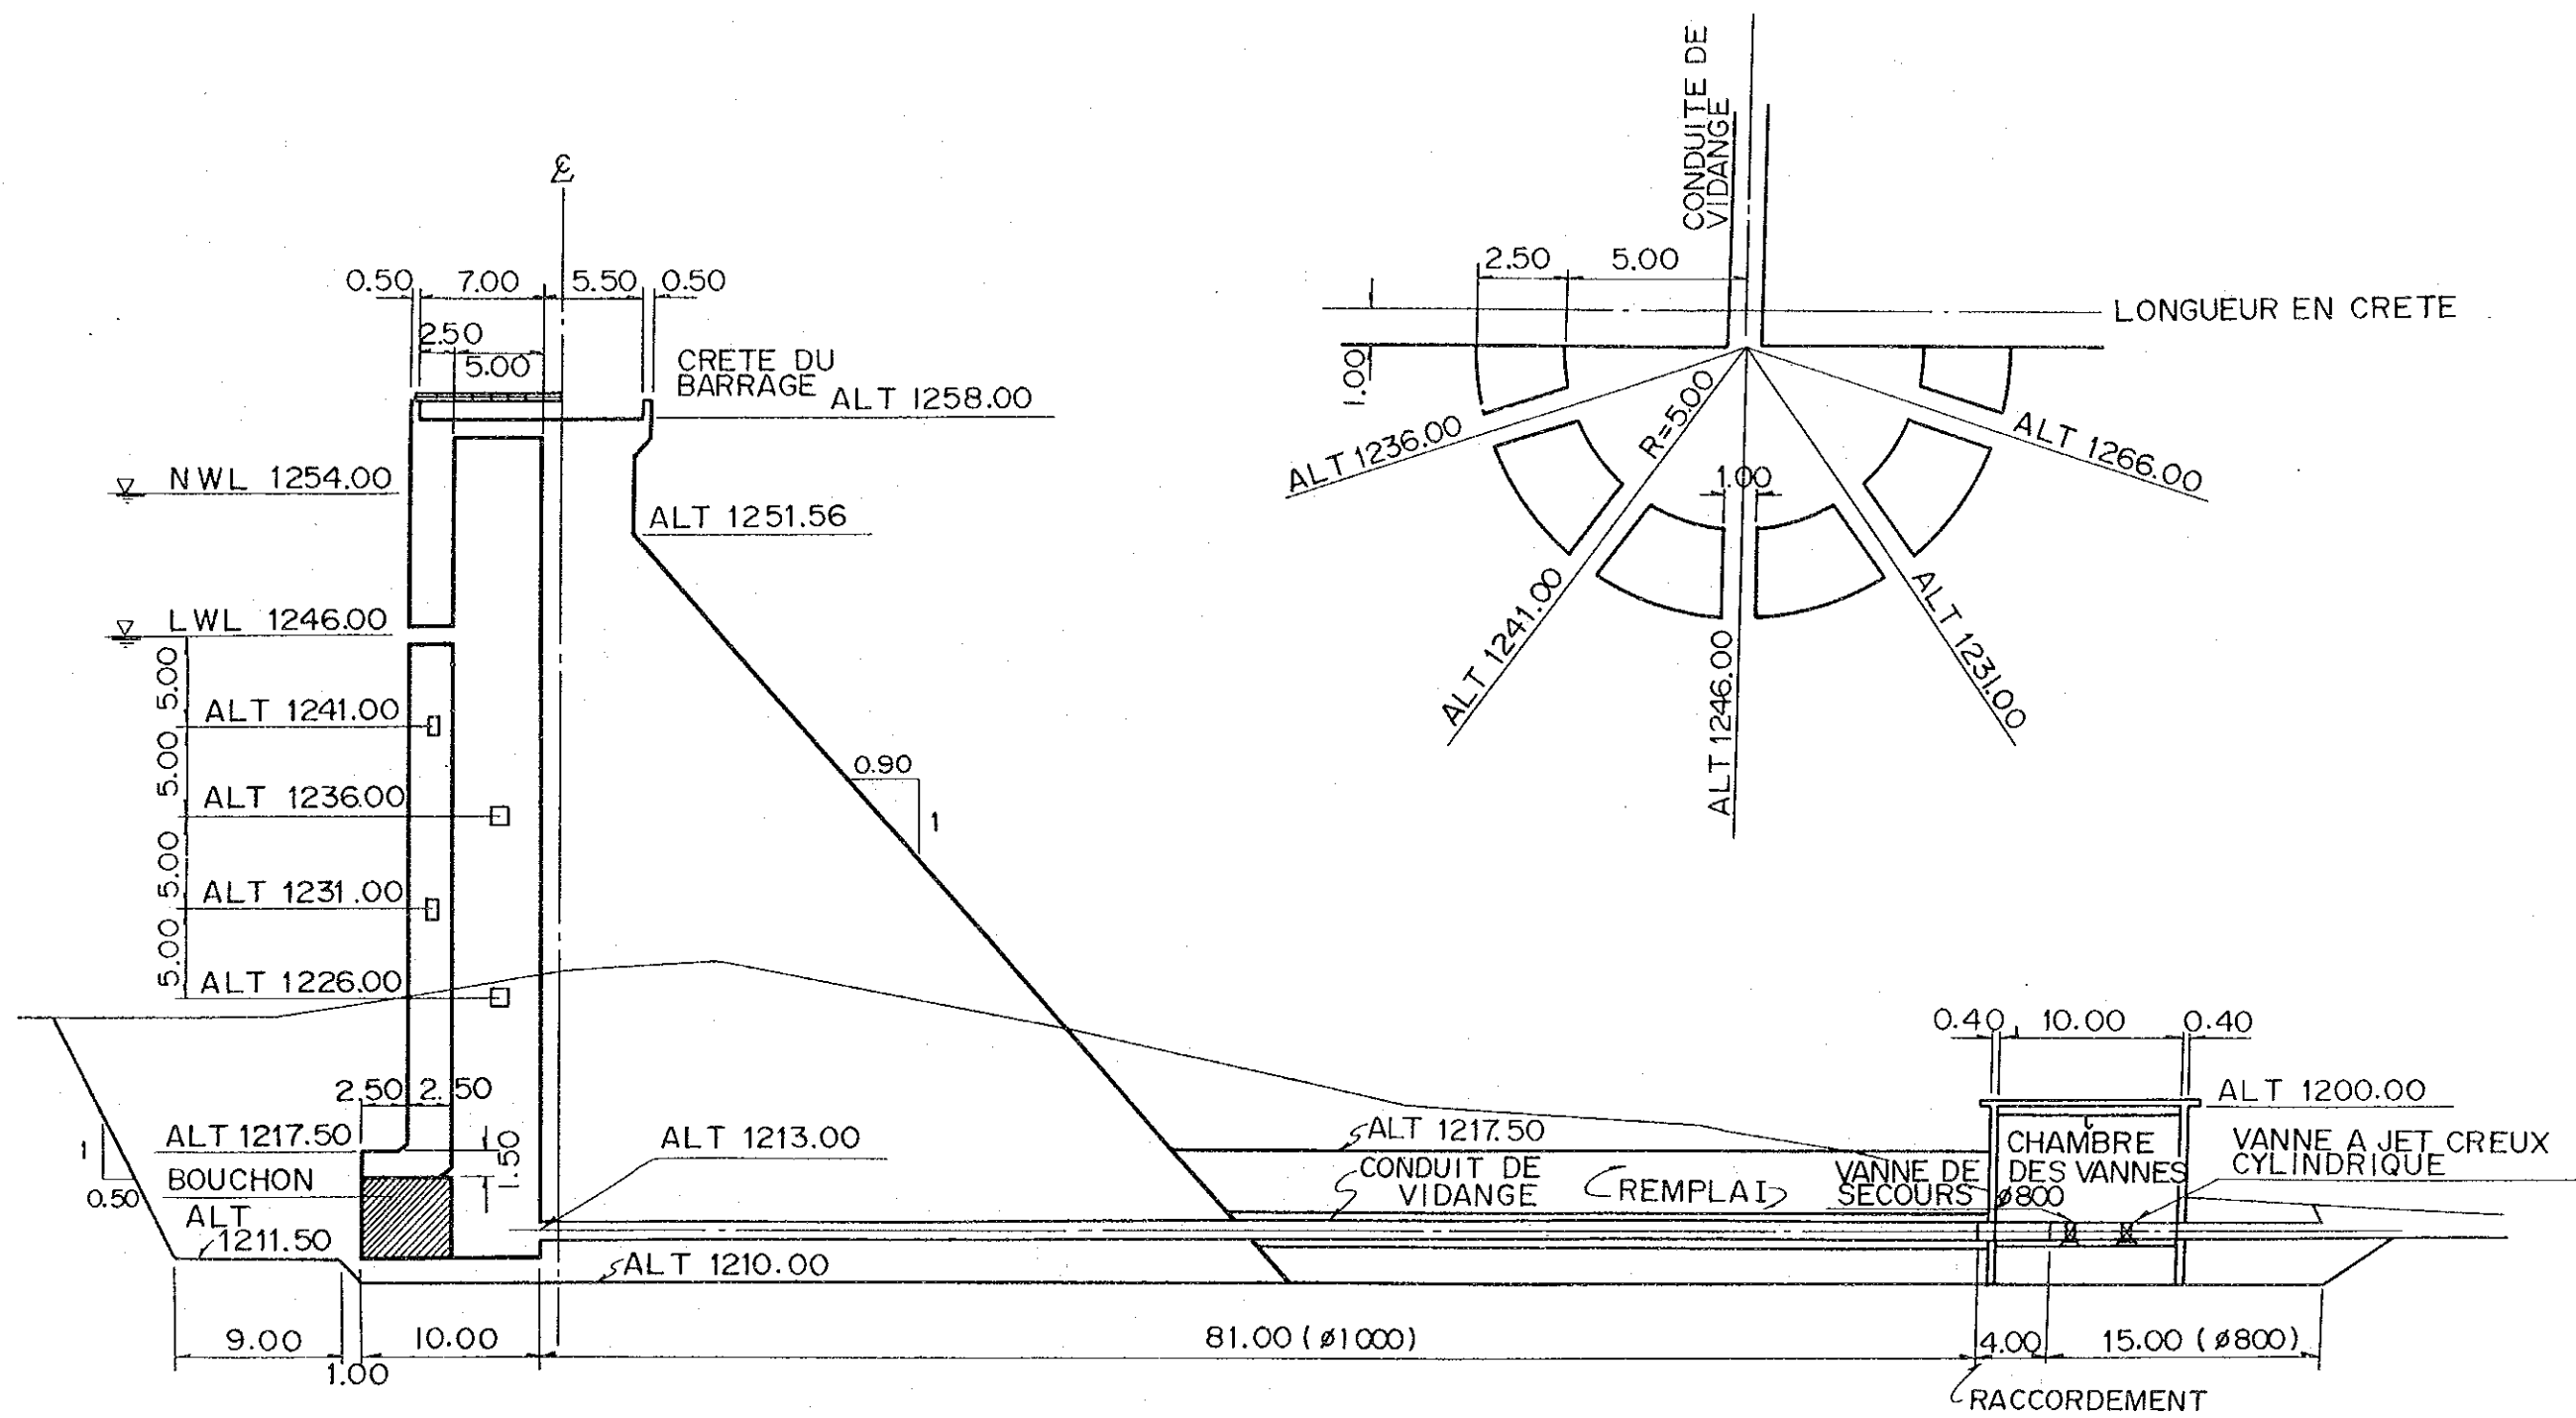 CONDUITE DE
VIDANGE
2.50
5.00
LONGUEUR EN CRETE
1.00
R=5.00
1.00
ALT 1236.00
ALT 1241.00
ALT 1246.00
ALT 1231.00
ALT 1266.00
0.50
7.00
5.50
0.50
2.50
5.00
CRETE DU
BARRAGE
ALT 1258.00
NWL 1254.00
ALT 1251.56
LWL 1246.00
5.00
ALT 1241.00
5.00
ALT 1236.00
0.90
1
5.00
ALT 1231.00
5.00
ALT 1226.00
0.40
10.00
0.40
2.50
2.50
ALT 1200.00
ALT 1217.50
1
0.50
BOUCHON
1.50
ALT
1211.50
ALT 1213.00
ALT 1217.50
CONDUIT DE
VIDANGE
REMPLAI
VANNE DE
SECOURS
ø800
CHAMBRE
DES VANNES
VANNE A JET CREUX
CYLINDRIQUE
ALT 1210.00
9.00
1.00
10.00
81.00 (ø1000)
4.00
15.00 (ø800)
RACCORDEMENT